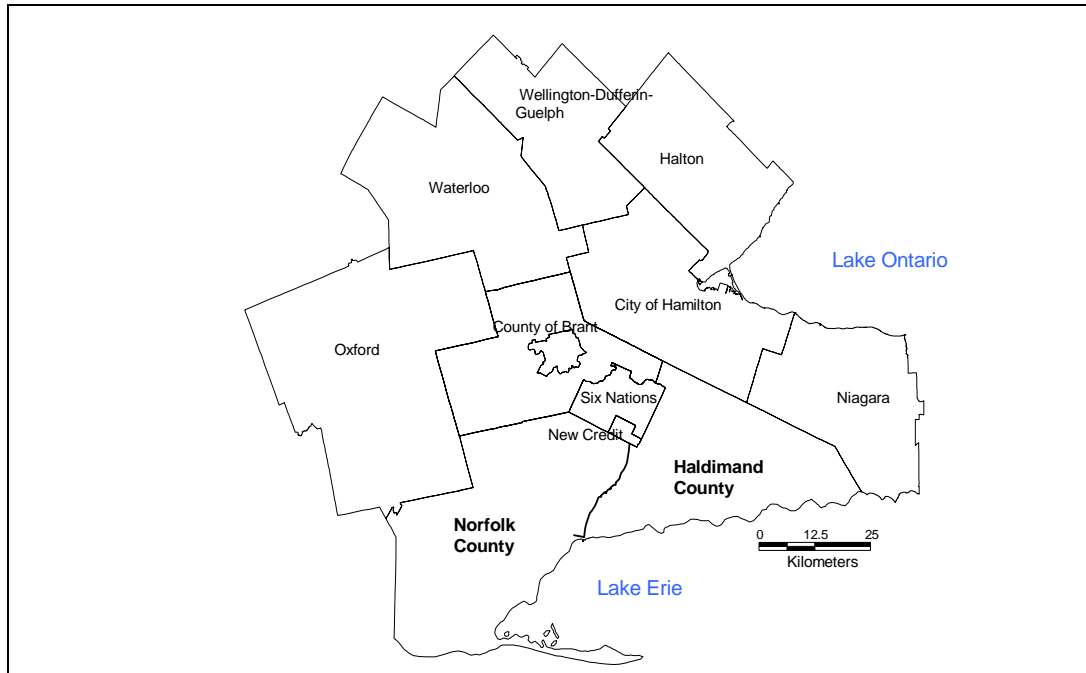 Wellington-Dufferin-
Guelph
Halton
Waterloo
Lake Ontario
City of Hamilton
County of Brant
Oxford
Six Nations
Niagara
New Credit
Haldimand
County
Norfolk
County
0 12.5 25
Kilometers
Lake Erie